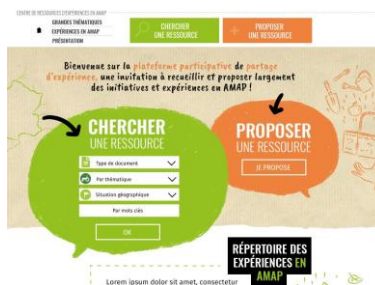 CENTRE DE RESSOURCES D'EXPÉRIENCES EN AMAP
GRANDES THÉMATIQUES
EXPÉRIENCES EN AMAP
PRÉSENTATION
CHERCHER
UNE RESSOURCE
PROPOSER
UNE RESSOURCE
Bienvenue sur la plateforme participative de partage
d'expérience, une invitation à recueillir et proposer largement
des initiatives et expériences en AMAP !
CHERCHER
UNE RESSOURCE
Type de document
Par thématique
Situation géographique
Par mots clés
OK
PROPOSER
UNE RESSOURCE
JE PROPOSE
RÉPERTOIRE DES
EXPÉRIENCES EN
AMAP
Lorem ipsum dolor sit amet, consectetur